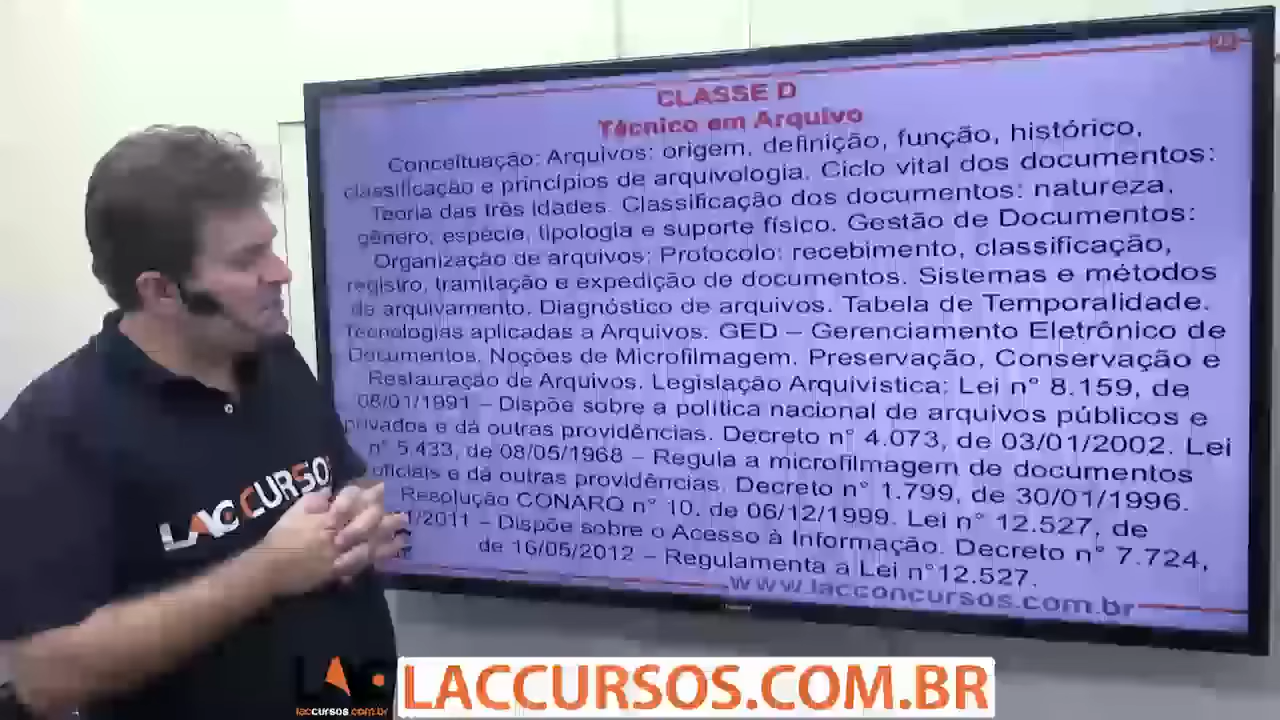 CLASSE D
Técnico em Arquivo
Conceituação: Arquivos: origem, definição, função, histórico,
classificação e princípios de arquivologia. Ciclo vital dos documentos:
Teoria das três idades. Classificação dos documentos: natureza,
gênero, espécie, tipologia e suporte físico. Gestão de Documentos:
Organização de arquivos: Protocolo: recebimento, classificação,
registro, tramitação e expedição de documentos. Sistemas e métodos
de arquivamento. Diagnóstico de arquivos. Tabela de Temporalidade.
Tecnologias aplicadas a Arquivos. GED – Gerenciamento Eletrônico de
Documentos. Noções de Microfilmagem. Preservação, Conservação e
Restauração de Arquivos. Legislação Arquivística: Lei n° 8.159, de
08/01/1991 – Dispõe sobre a política nacional de arquivos públicos e
privados e dá outras providências. Decreto n° 4.073, de 03/01/2002. Lei
n° 5.433, de 08/05/1968 – Regula a microfilmagem de documentos
oficiais e dá outras providências. Decreto n° 1.799, de 30/01/1996.
Resolução CONARQ n° 10, de 06/12/1999. Lei n° 12.527, de
1/2011 – Dispõe sobre o Acesso à Informação. Decreto n° 7.724,
de 16/05/2012 – Regulamenta a Lei n°12.527.
www.lacconcursos.com.br
LAC CURSOS
LAC
laccursos.com.br
LACCURSOS.COM.BR